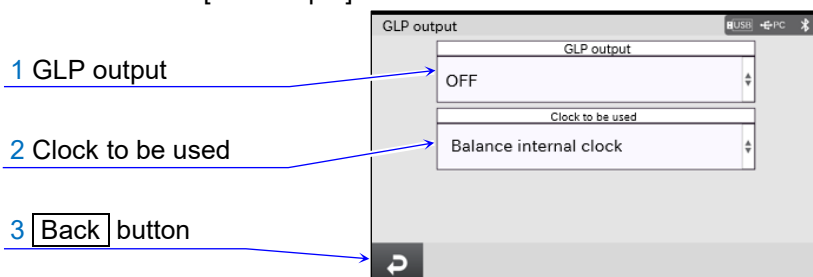 GLP output
USB PC
GLP output
1 GLP output
OFF
Clock to be used
2 Clock to be used
Balance internal clock
3 Back button